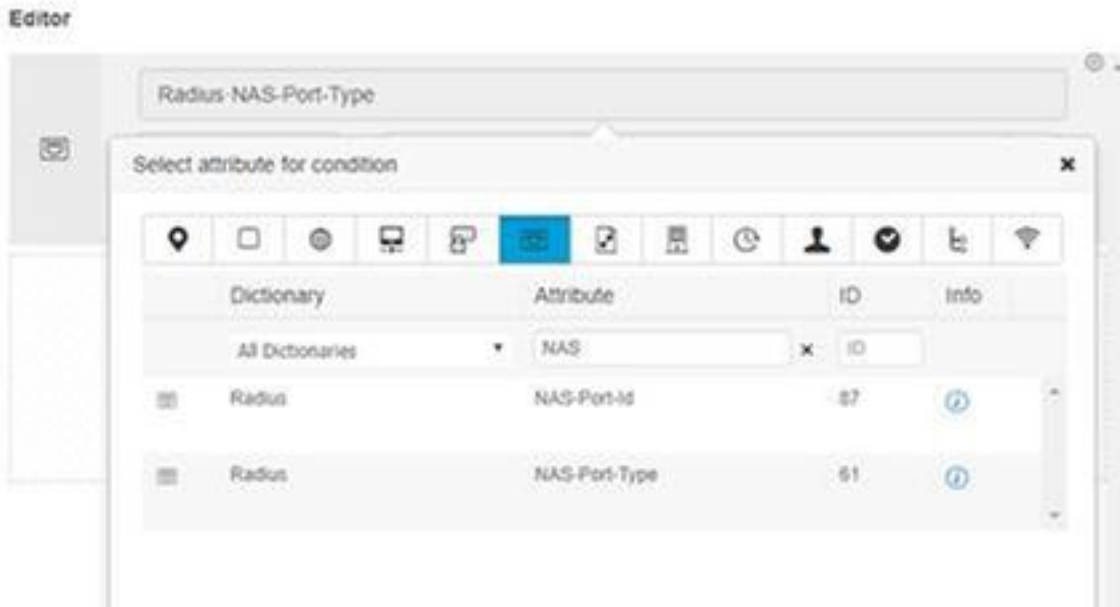 Editor
Radius·NAS-Port-Type
Select attribute for condition
Dictionary Attribute ID Info
All Dictionaries NAS ID
Radius NAS-Port-Id 87
Radius NAS-Port-Type 61